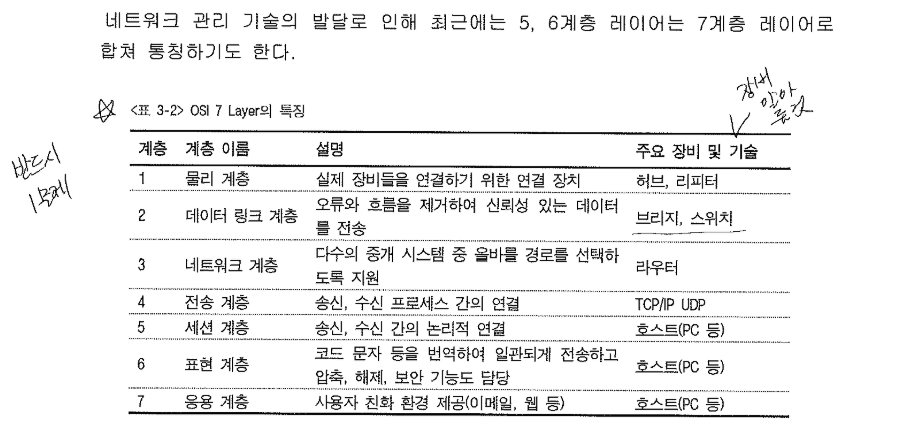 네트워크 관리 기술의 발달로 인해 최근에는 5, 6계층 레이어는 7계층 레이어로
합쳐 통칭하기도 한다.
장비
알아
둘것
☆ <표 3-2> OSI 7 Layer의 특징
반드시
1문제
계층 계층 이름 설명 주요 장비 및 기술
1 물리 계층 실제 장비들을 연결하기 위한 연결 장치 허브, 리피터
2 데이터 링크 계층 오류와 흐름을 제거하여 신뢰성 있는 데이터
를 전송 브리지, 스위치
3 네트워크 계층 다수의 중개 시스템 중 올바른 경로를 선택하
도록 지원 라우터
4 전송 계층 송신, 수신 프로세스 간의 연결 TCP/IP UDP
5 세션 계층 송신, 수신 간의 논리적 연결 호스트(PC 등)
6 표현 계층 코드 문자 등을 번역하여 일관되게 전송하고
압축, 해제, 보안 기능도 담당 호스트(PC 등)
7 응용 계층 사용자 친화 환경 제공(이메일, 웹 등) 호스트(PC 등)